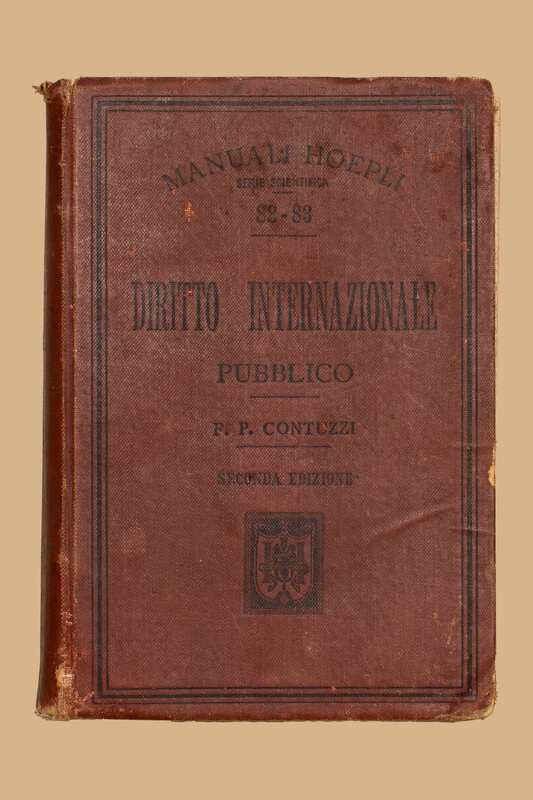 MANUALI HOEPLI
SERIE SCIENTIFICA
82-83
DIRITTO INTERNAZIONALE
PUBBLICO
F. P. CONTUZZI
SECONDA EDIZIONE